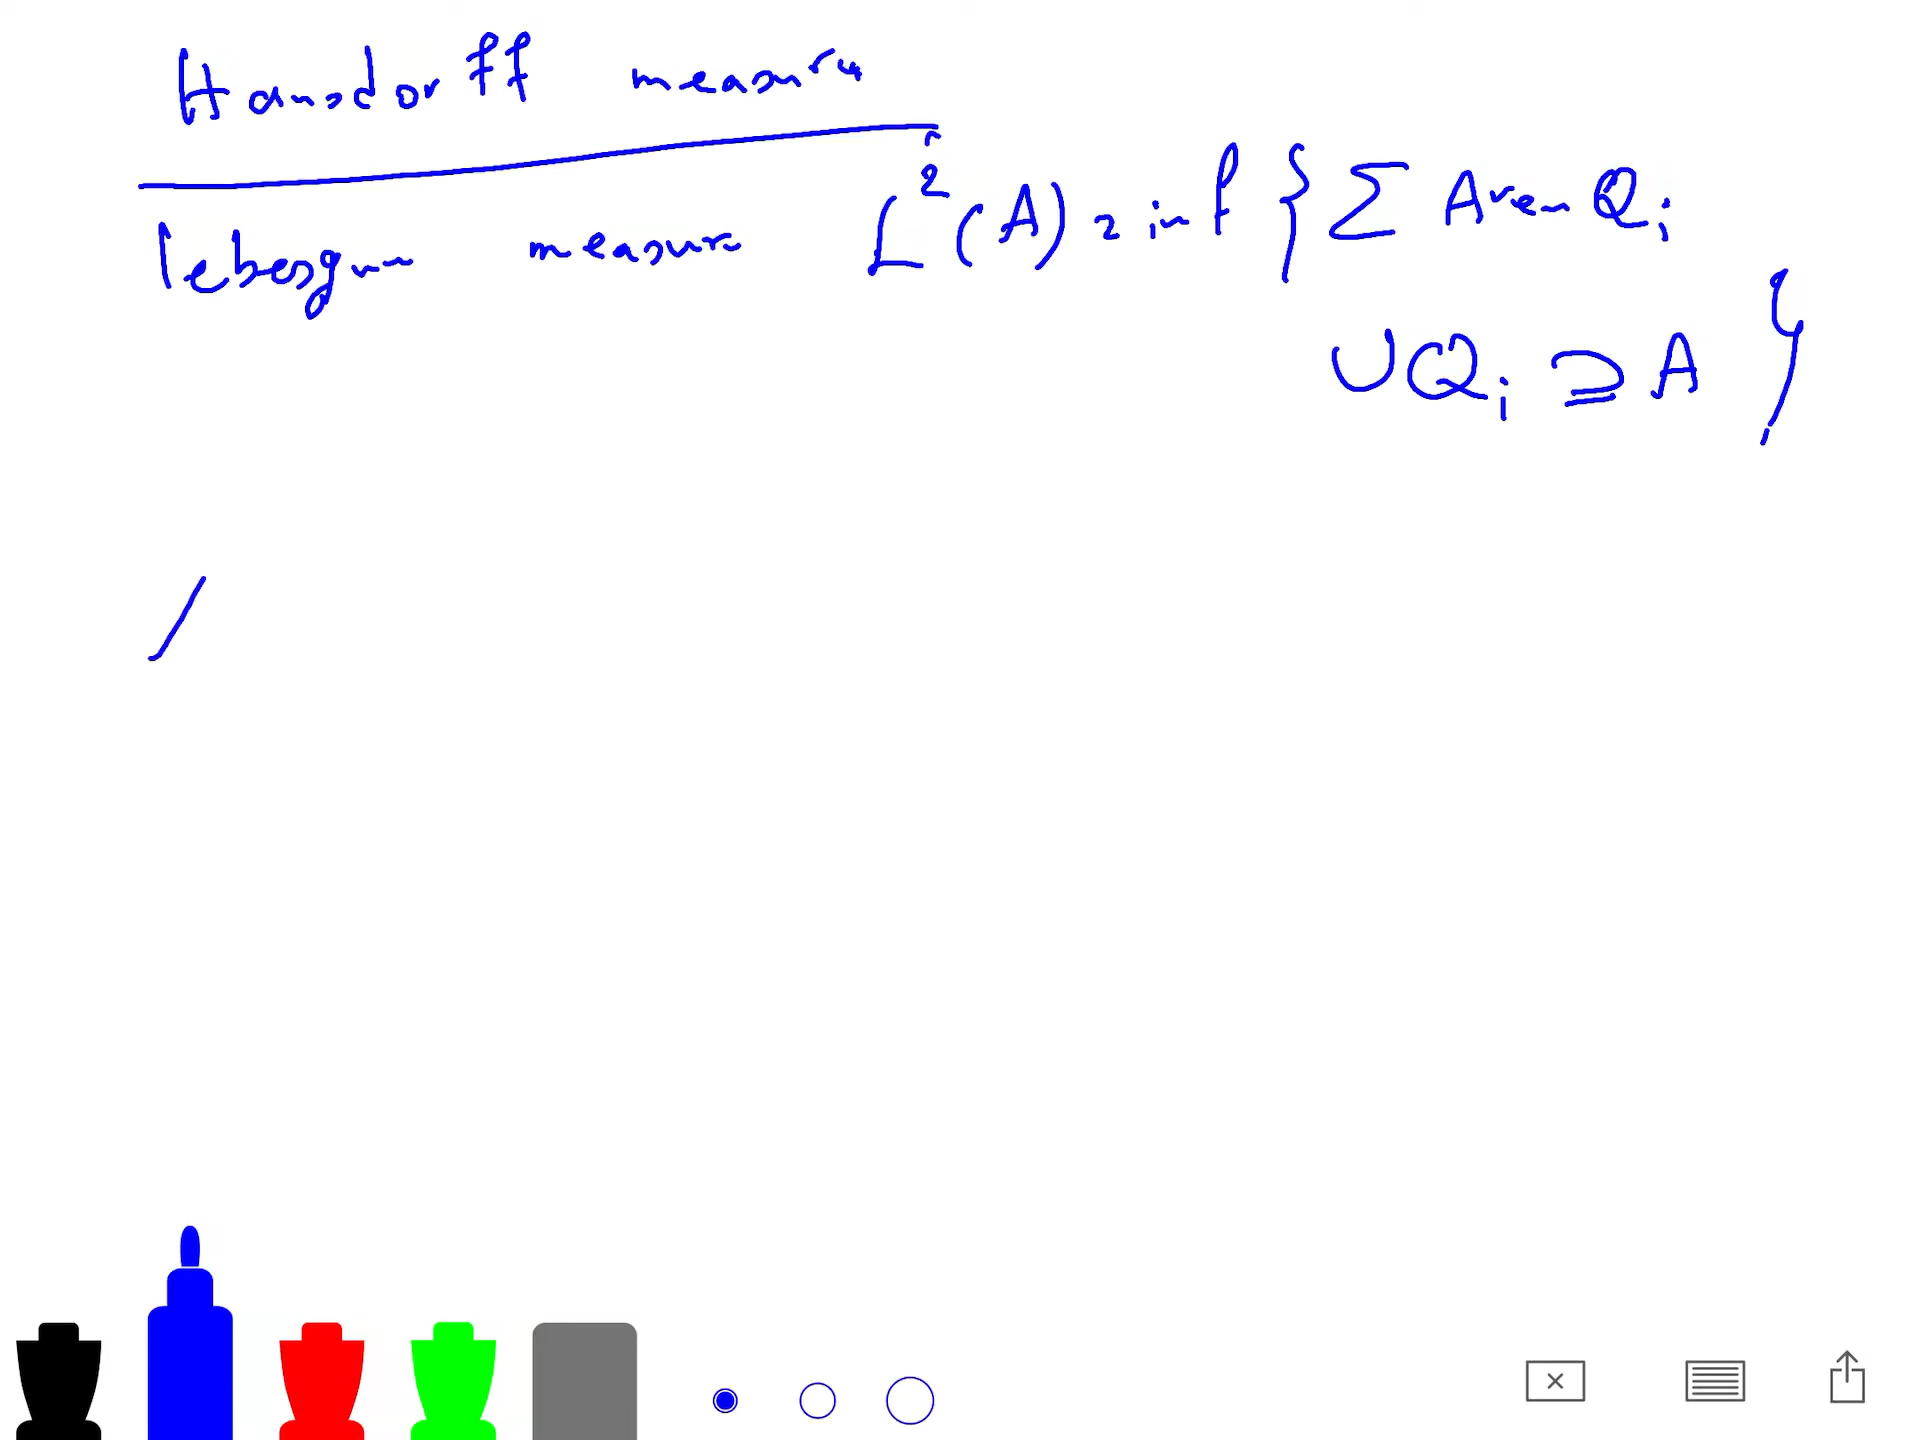 Hausdorff measure
lebesgue measure L²(A) = inf { ∑ Area Qᵢ
∪Qᵢ ⊇ A }